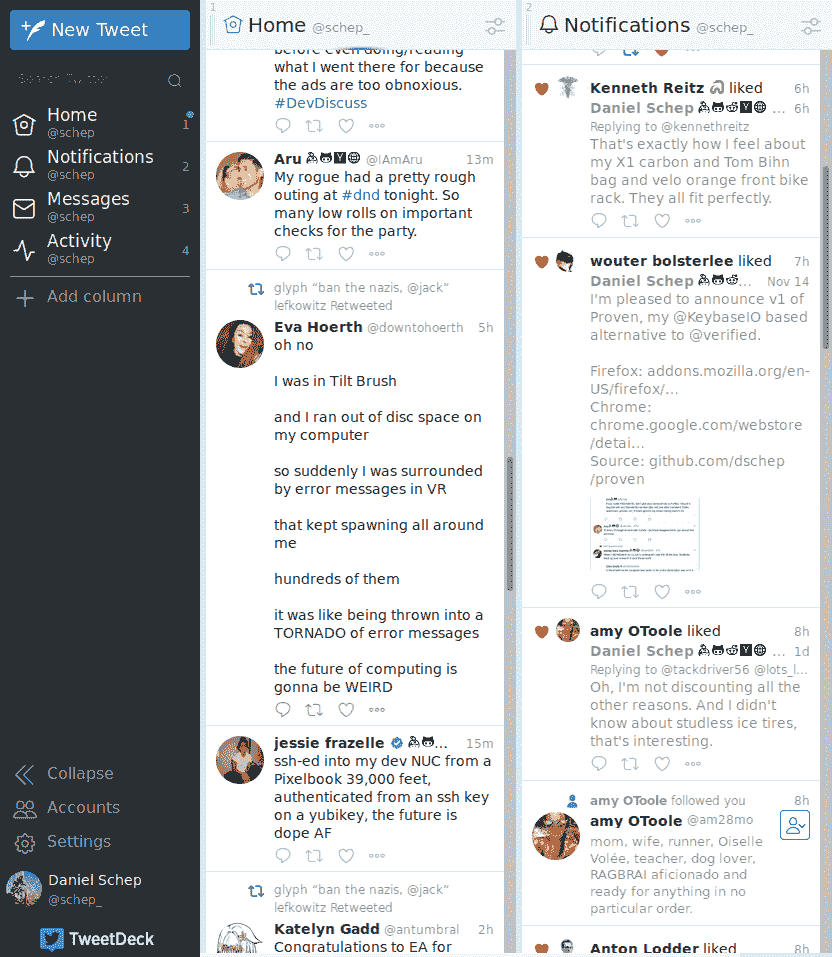 New Tweet
Search Twitter
Home
@schep_
1
Notifications
@schep_
2
Messages
@schep_
3
Activity
@schep_
4
Add column
Collapse
Accounts
Settings
Daniel Schep
@schep_
TweetDeck
1
Home @schep_
before even doing/reading
what I went there for because
the ads are too obnoxious.
#DevDiscuss
Aru @IAmAru 13m
My rogue had a pretty rough
outing at #dnd tonight. So
many low rolls on important
checks for the party.
glyph “ban the nazis, @jack”
lefkowitz Retweeted
Eva Hoerth @downtohoerth 5h
oh no
I was in Tilt Brush
and I ran out of disc space on
my computer
so suddenly I was surrounded
by error messages in VR
that kept spawning all around
me
hundreds of them
it was like being thrown into a
TORNADO of error messages
the future of computing is
gonna be WEIRD
jessie frazelle … 15m
ssh-ed into my dev NUC from a
Pixelbook 39,000 feet,
authenticated from an ssh key
on a yubikey, the future is
dope AF
glyph “ban the nazis, @jack”
lefkowitz Retweeted
Katelyn Gadd @antumbral 2h
Congratulations to EA for
2
Notifications @schep_
Kenneth Reitz liked 6h
Daniel Schep Y … 6h
Replying to @kennethreitz
That's exactly how I feel about
my X1 carbon and Tom Bihn
bag and velo orange front bike
rack. They all fit perfectly.
wouter bolsterlee liked 7h
Daniel Schep … Nov 14
I'm pleased to announce v1 of
Proven, my @KeybaseIO based
alternative to @verified.
Firefox: addons.mozilla.org/en-
US/firefox/…
Chrome:
chrome.google.com/webstore
/detai…
Source: github.com/dschep
/proven
amy OToole liked 8h
Daniel Schep Y … 1d
Replying to @tackdriver56 @lots_l…
Oh, I'm not discounting all the
other reasons. And I didn't
know about studless ice tires,
that's interesting.
amy OToole followed you 8h
amy OToole @am28mo
mom, wife, runner, Oiselle
Volée, teacher, dog lover,
RAGBRAI aficionado and
ready for anything in no
particular order.
Anton Lodder liked 8h